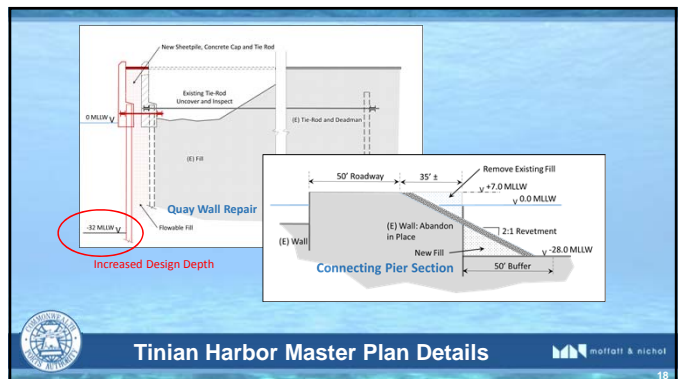 New Sheetpile, Concrete Cap and Tie Rod
Existing Tie-Rod
Uncover and Inspect
(E) Tie-Rod and Deadman
0 MLLW
(E) Fill
Quay Wall Repair
-32 MLLW
Flowable Fill
Increased Design Depth
50' Roadway
35' ±
Remove Existing Fill
+7.0 MLLW
0.0 MLLW
(E) Wall
(E) Wall: Abandon
in Place
2:1 Revetment
New Fill
-28.0 MLLW
Connecting Pier Section
50' Buffer
COMMONWEALTH
PORTS AUTHORITY
Tinian Harbor Master Plan Details
moffatt & nichol
18